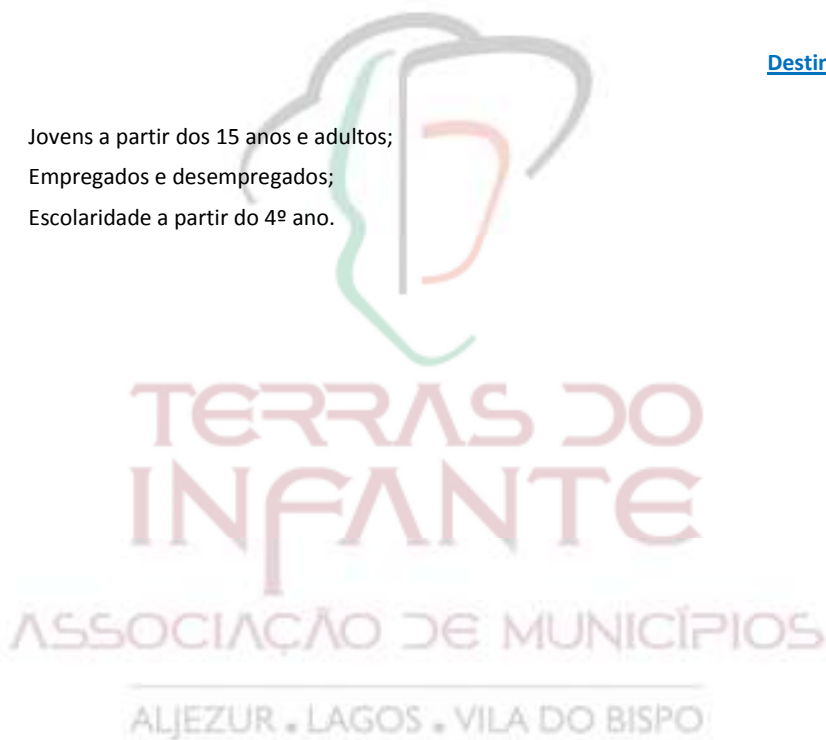 Destin
Jovens a partir dos 15 anos e adultos;
Empregados e desempregados;
Escolaridade a partir do 4º ano.
TERRAS DO
INFANTE
ASSOCIAÇÃO DE MUNICÍPIOS
ALJEZUR . LAGOS . VILA DO BISPO